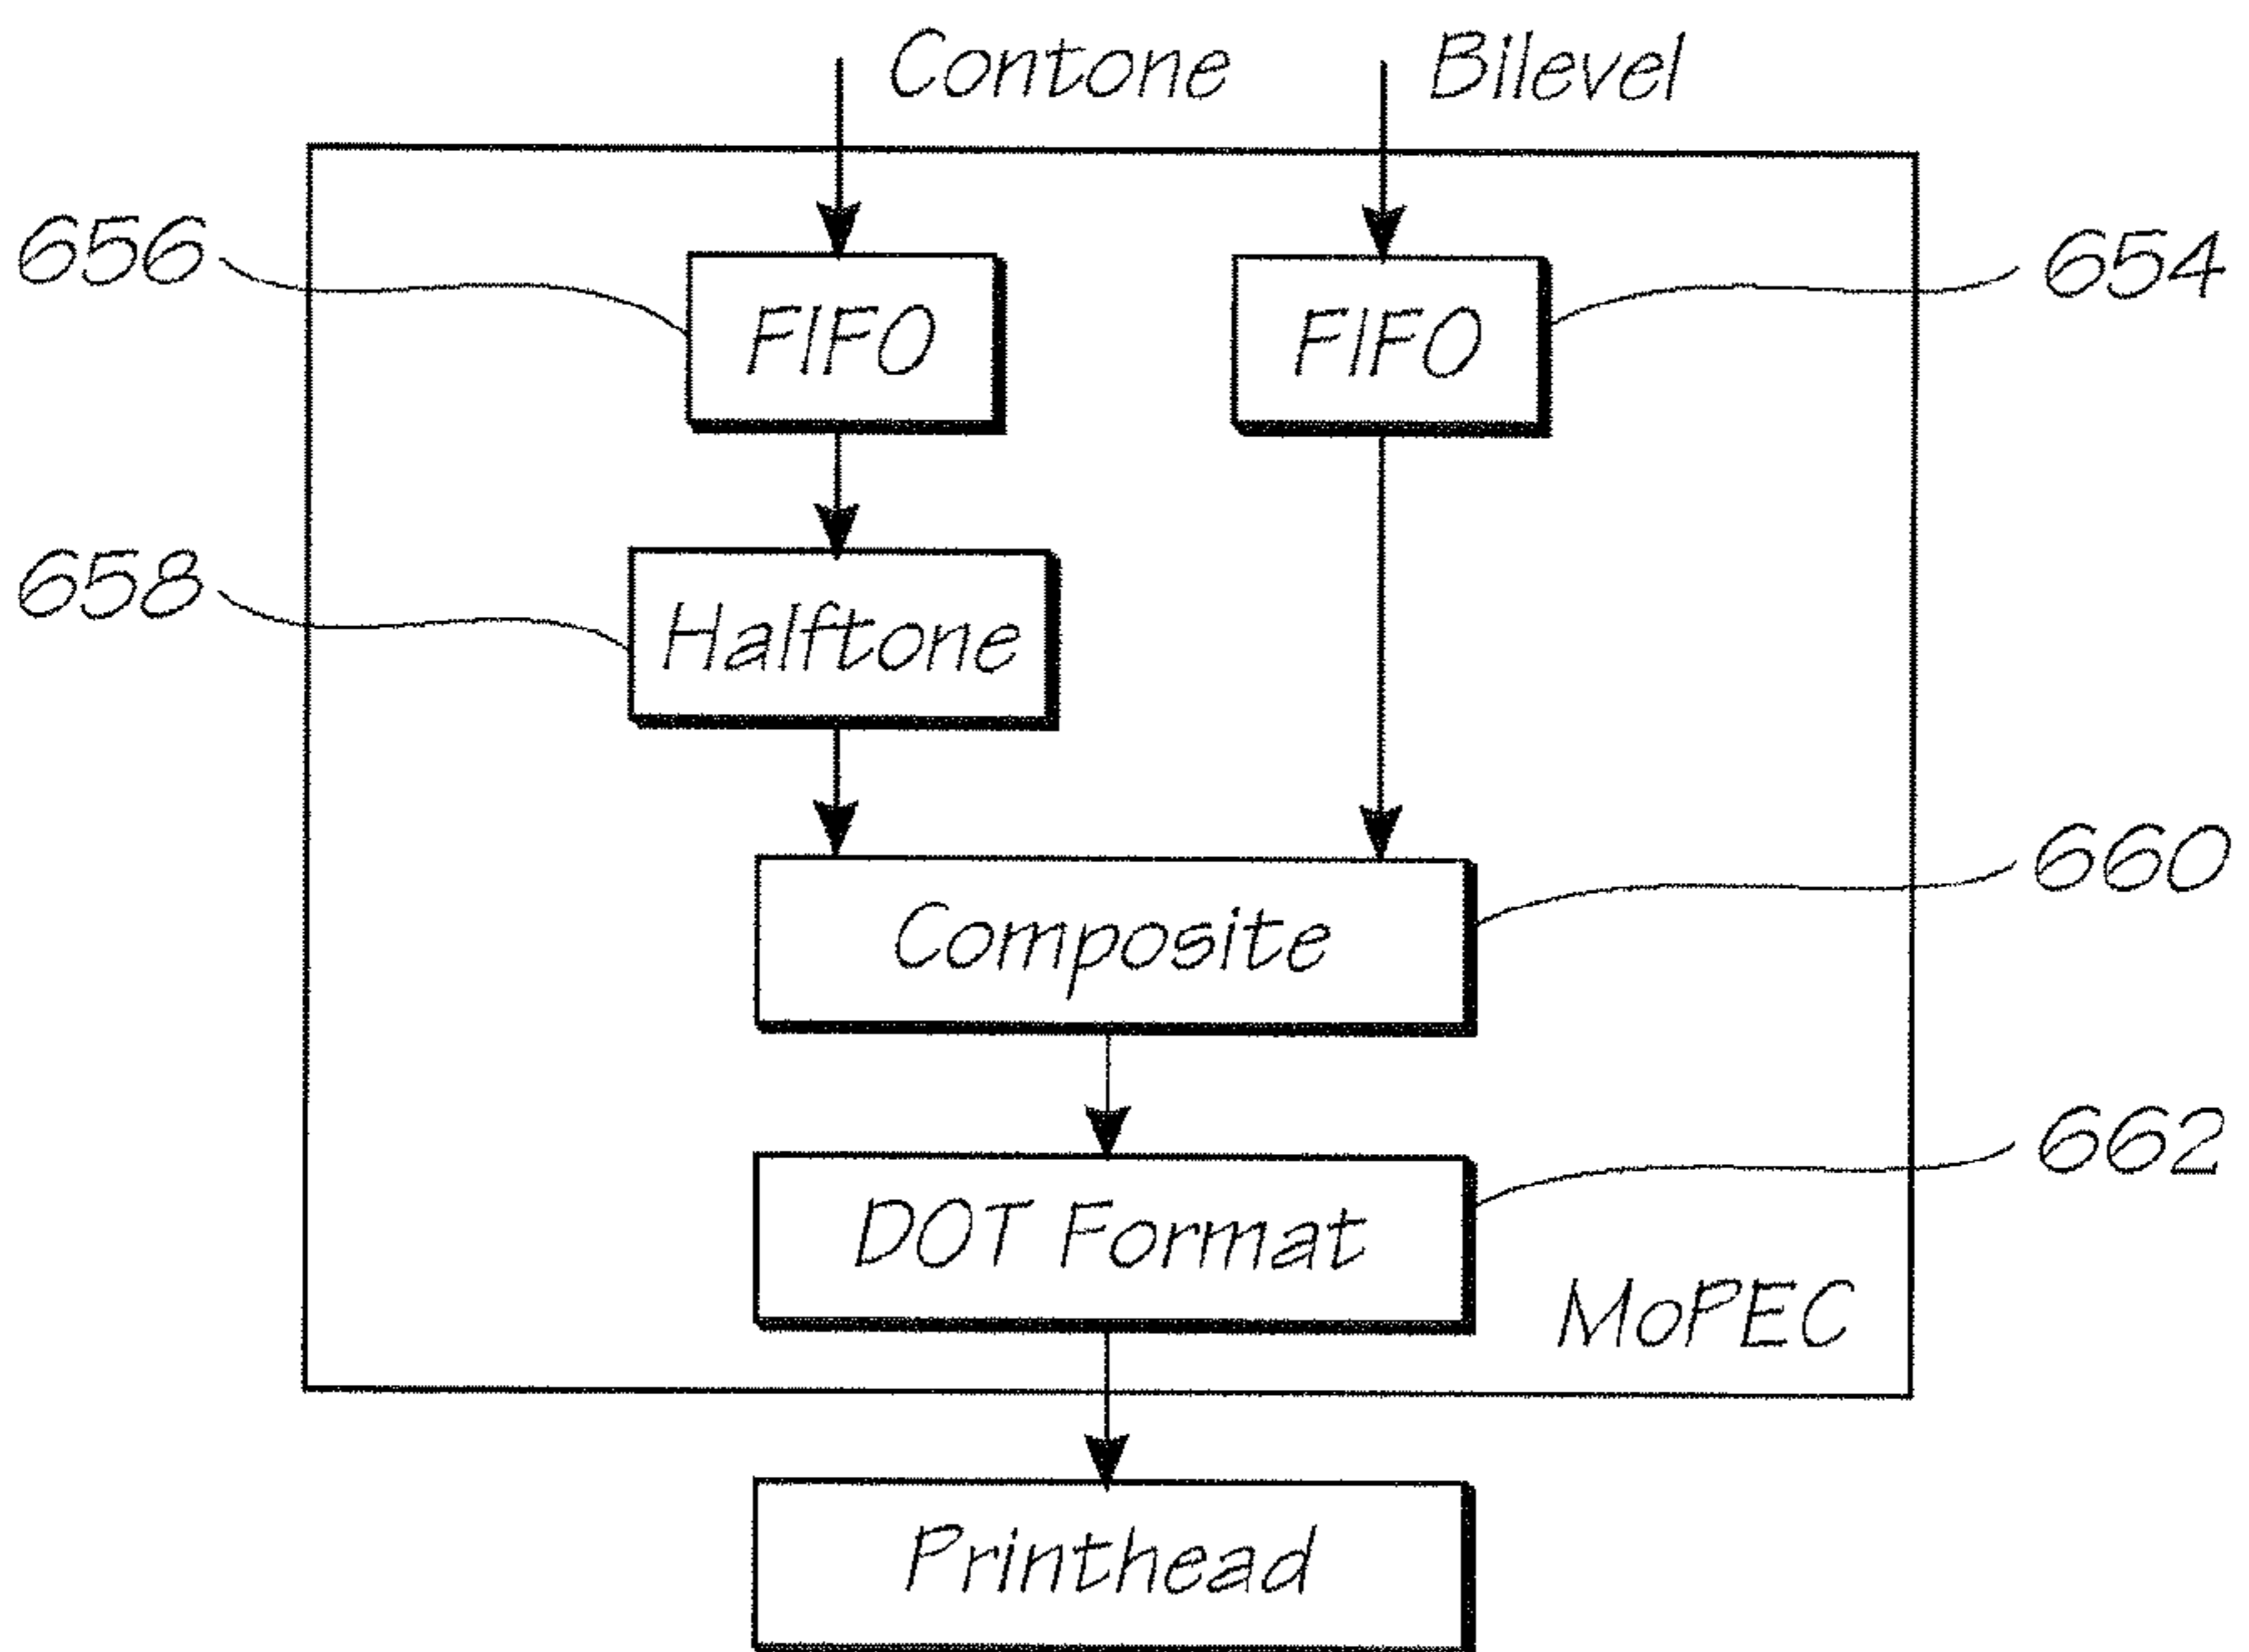 Contone Bilevel
656 FIFO FIFO 654
658 Halftone
Composite 660
DOT Format 662
MoPEC
Printhead